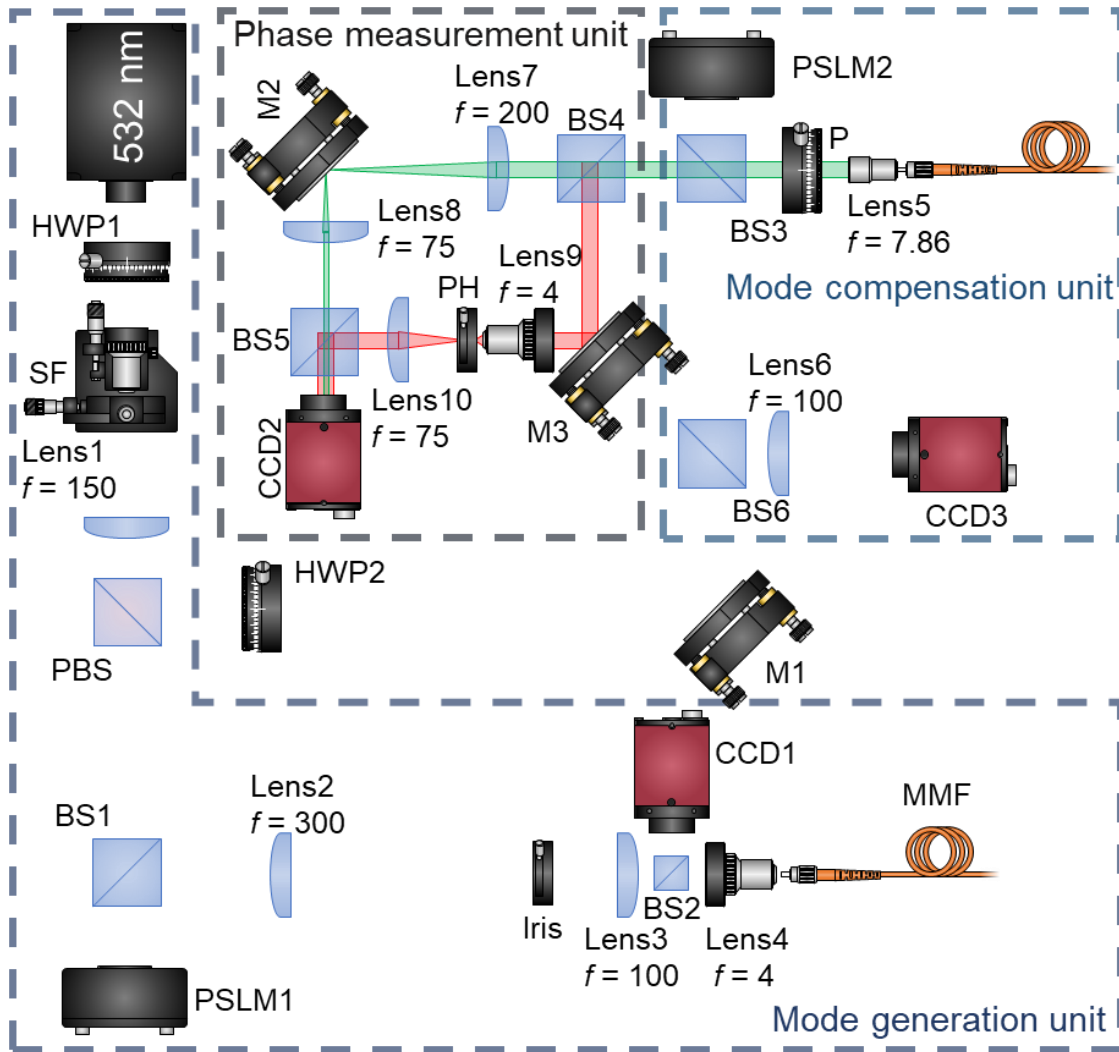 532 nm
HWP1
SF
Lens1
f = 150
PBS
BS1
PSLM1
Phase measurement unit
M2
Lens7
f = 200
BS4
Lens8
f = 75
PH
Lens9
f = 4
BS5
Lens10
f = 75
M3
CCD2
PSLM2
P
BS3
Lens5
f = 7.86
Mode compensation unit
Lens6
f = 100
BS6
CCD3
HWP2
M1
Lens2
f = 300
CCD1
MMF
Iris
BS2
Lens3
f = 100
Lens4
f = 4
Mode generation unit